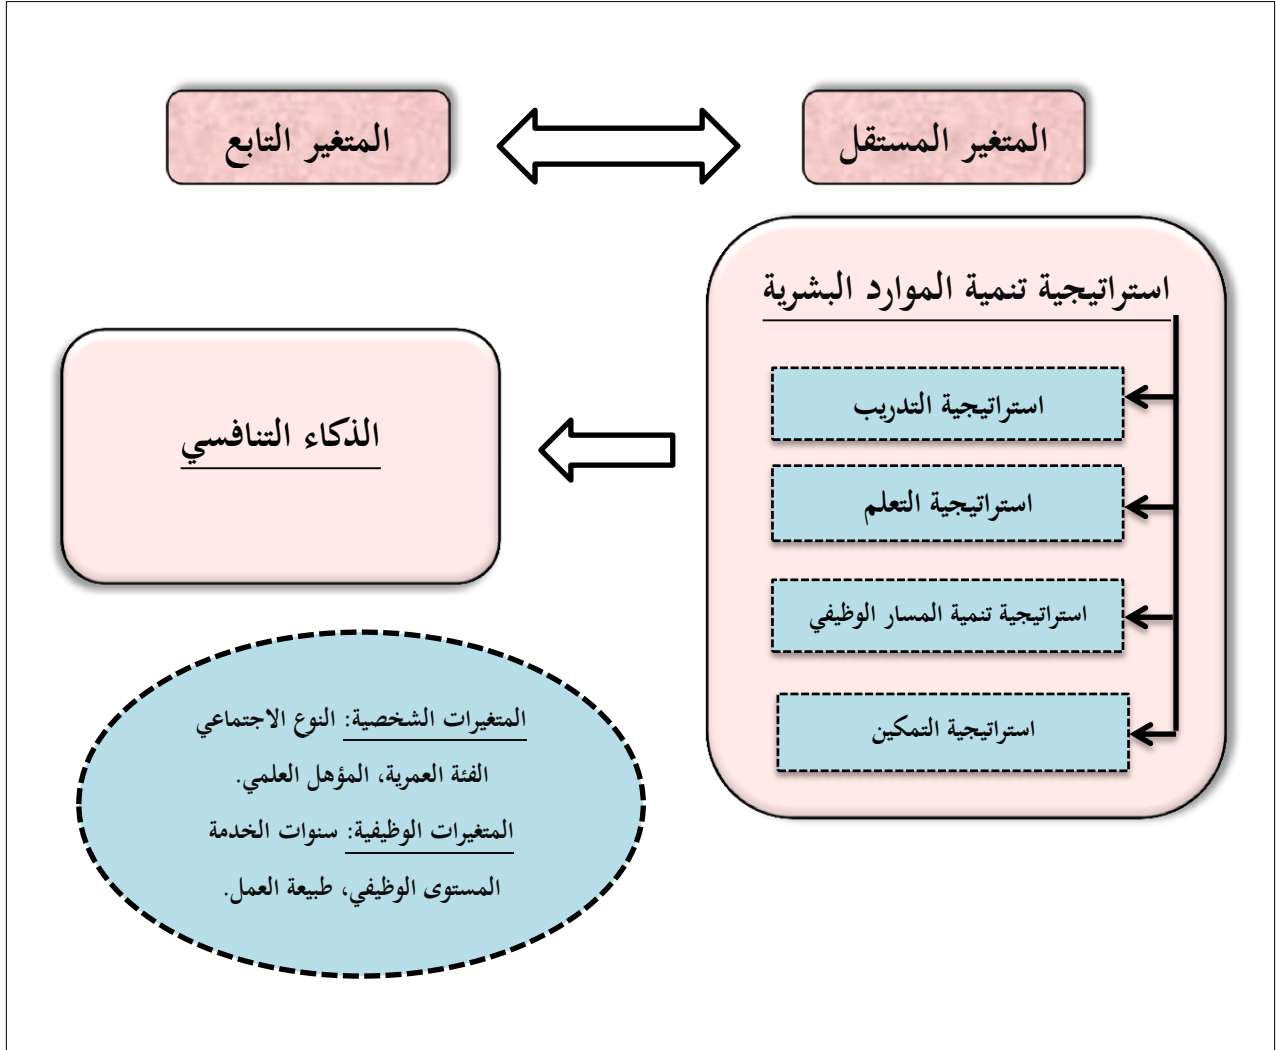 المتغير المستقل
المتغير التابع
استراتيجية تنمية الموارد البشرية
استراتيجية التدريب
استراتيجية التعلم
استراتيجية تنمية المسار الوظيفي
استراتيجية التمكين
الذكاء التنافسي
المتغيرات الشخصية: النوع الاجتماعي
الفئة العمرية، المؤهل العلمي.
المتغيرات الوظيفية: سنوات الخدمة
المستوى الوظيفي، طبيعة العمل.